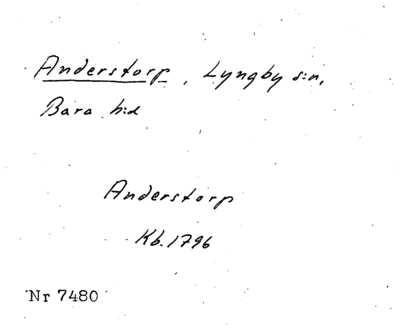 Anderstorp, Lyngby s:n,
Bara h:d
Anderstorp
Kb. 1796
Nr 7480